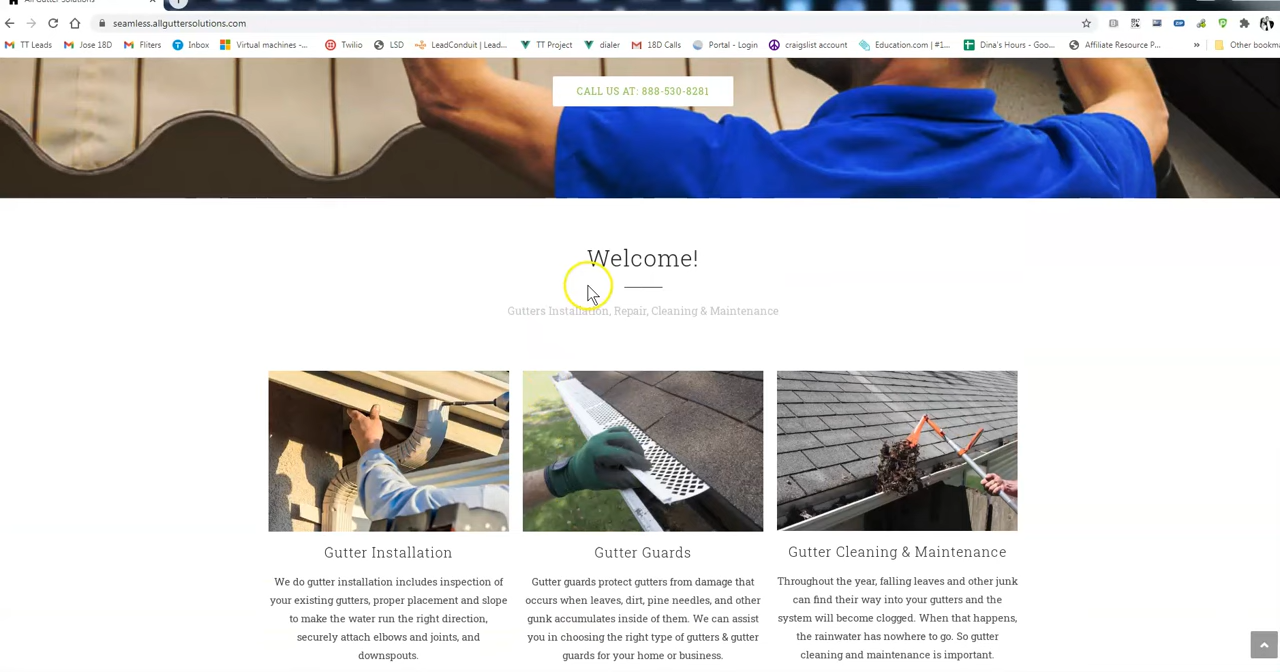 seamless.allguttersolutions.com
TT Leads Jose 18D Fliters Inbox Virtual machines -... Twilio LSD LeadConduit | Lead... TT Project dialer 18D Calls Portal - Login craigslist account Education.com | #1... Dina's Hours - Goo... Affiliate Resource P... » Other bookma
CALL US AT: 888-530-8281
Welcome!
Gutters Installation, Repair, Cleaning & Maintenance
Gutter Installation
We do gutter installation includes inspection of
your existing gutters, proper placement and slope
to make the water run the right direction,
securely attach elbows and joints, and
downspouts.
Gutter Guards
Gutter guards protect gutters from damage that
occurs when leaves, dirt, pine needles, and other
gunk accumulates inside of them. We can assist
you in choosing the right type of gutters & gutter
guards for your home or business.
Gutter Cleaning & Maintenance
Throughout the year, falling leaves and other junk
can find their way into your gutters and the
system will become clogged. When that happens,
the rainwater has nowhere to go. So gutter
cleaning and maintenance is important.